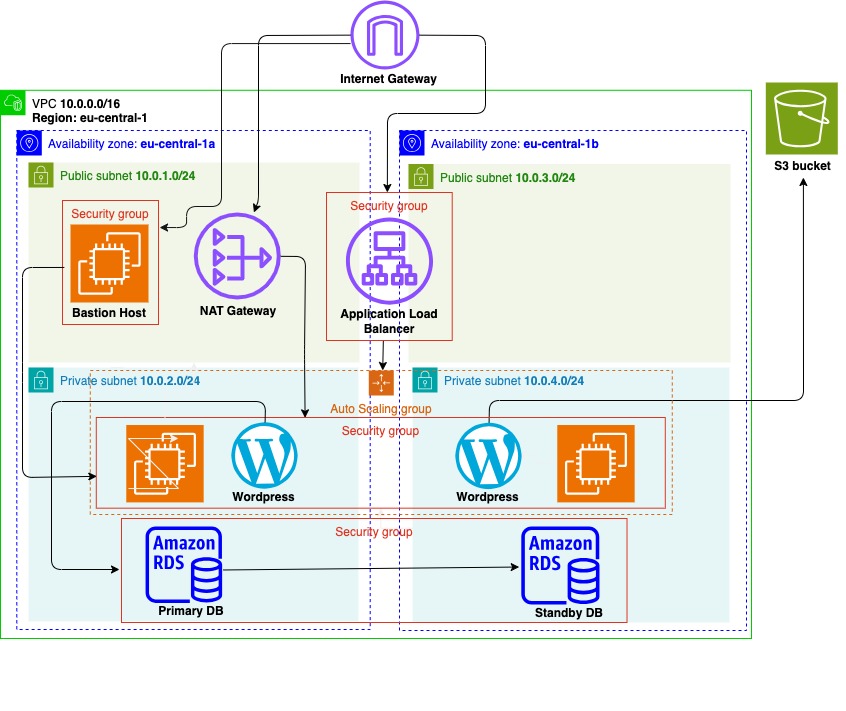 Internet Gateway
VPC 10.0.0.0/16
Region: eu-central-1
Availability zone: eu-central-1a
Availability zone: eu-central-1b
S3 bucket
Public subnet 10.0.1.0/24
Public subnet 10.0.3.0/24
Security group
Bastion Host
NAT Gateway
Security group
Application Load
Balancer
Private subnet 10.0.2.0/24
Private subnet 10.0.4.0/24
Auto Scaling group
Security group
Wordpress
Wordpress
Security group
Amazon
RDS
Primary DB
Amazon
RDS
Standby DB